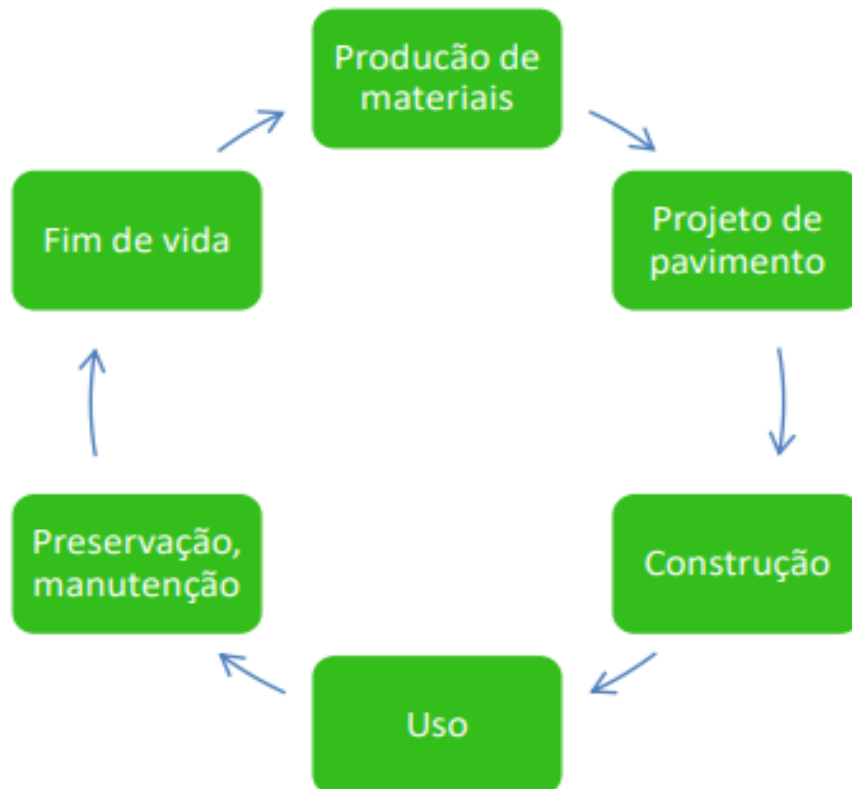 Producão de
materiais
Projeto de
pavimento
Construção
Uso
Preservação,
manutenção
Fim de vida